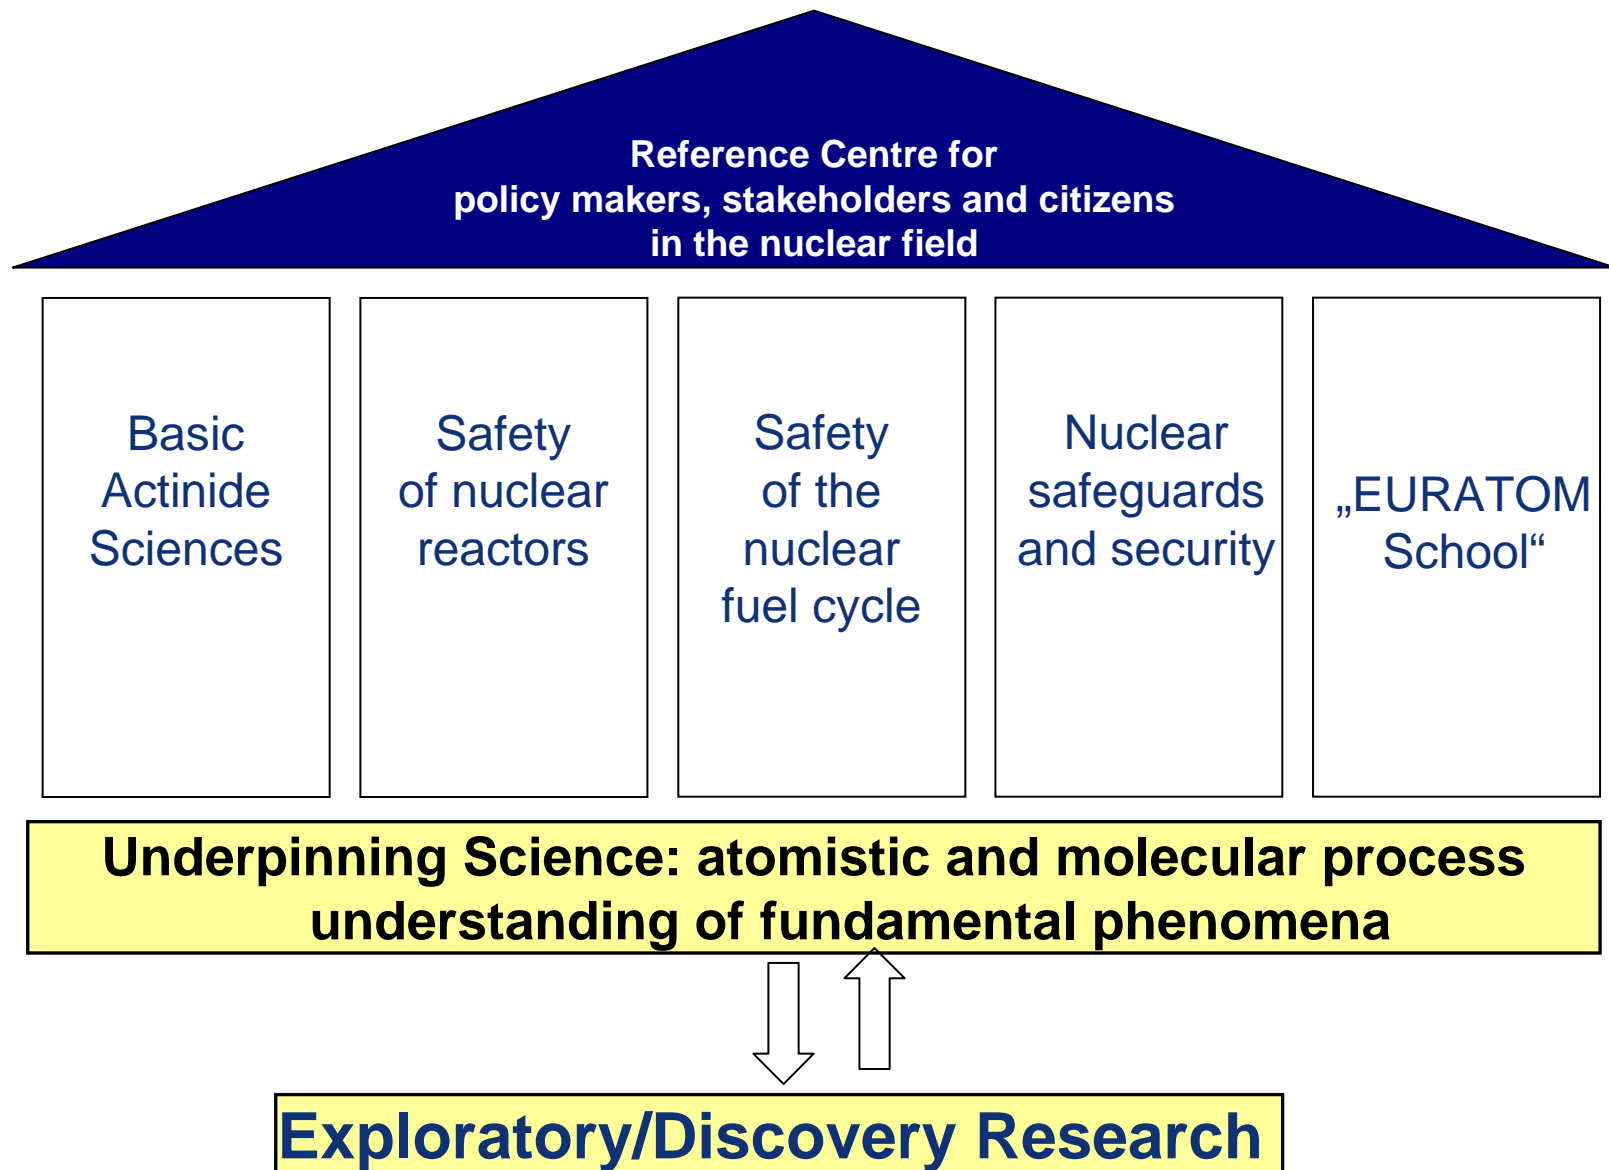 Reference Centre for
policy makers, stakeholders and citizens
in the nuclear field
Basic
Actinide
Sciences
Safety
of nuclear
reactors
Safety
of the
nuclear
fuel cycle
Nuclear
safeguards
and security
„EURATOM
School“
Underpinning Science: atomistic and molecular process
understanding of fundamental phenomena
Exploratory/Discovery Research